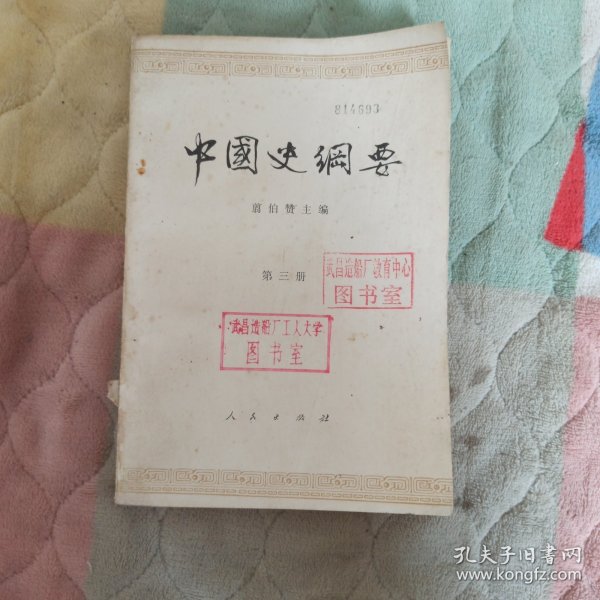 814693
中國史綱要
翦伯赞主编
第三册
武昌造船厂教育中心
图书室
武昌造船厂工人大学
图书室
人民出版社
孔夫子旧书网
www.kongfz.com